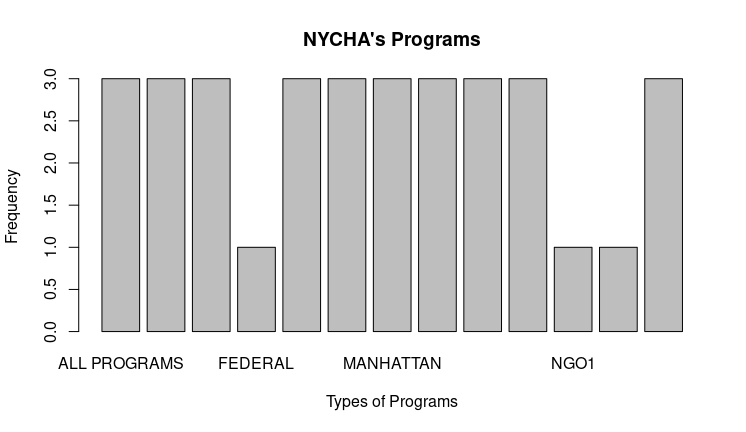 NYCHA's Programs
Frequency
3.0
2.5
2.0
1.5
1.0
0.5
0.0
ALL PROGRAMS FEDERAL MANHATTAN NGO1
Types of Programs